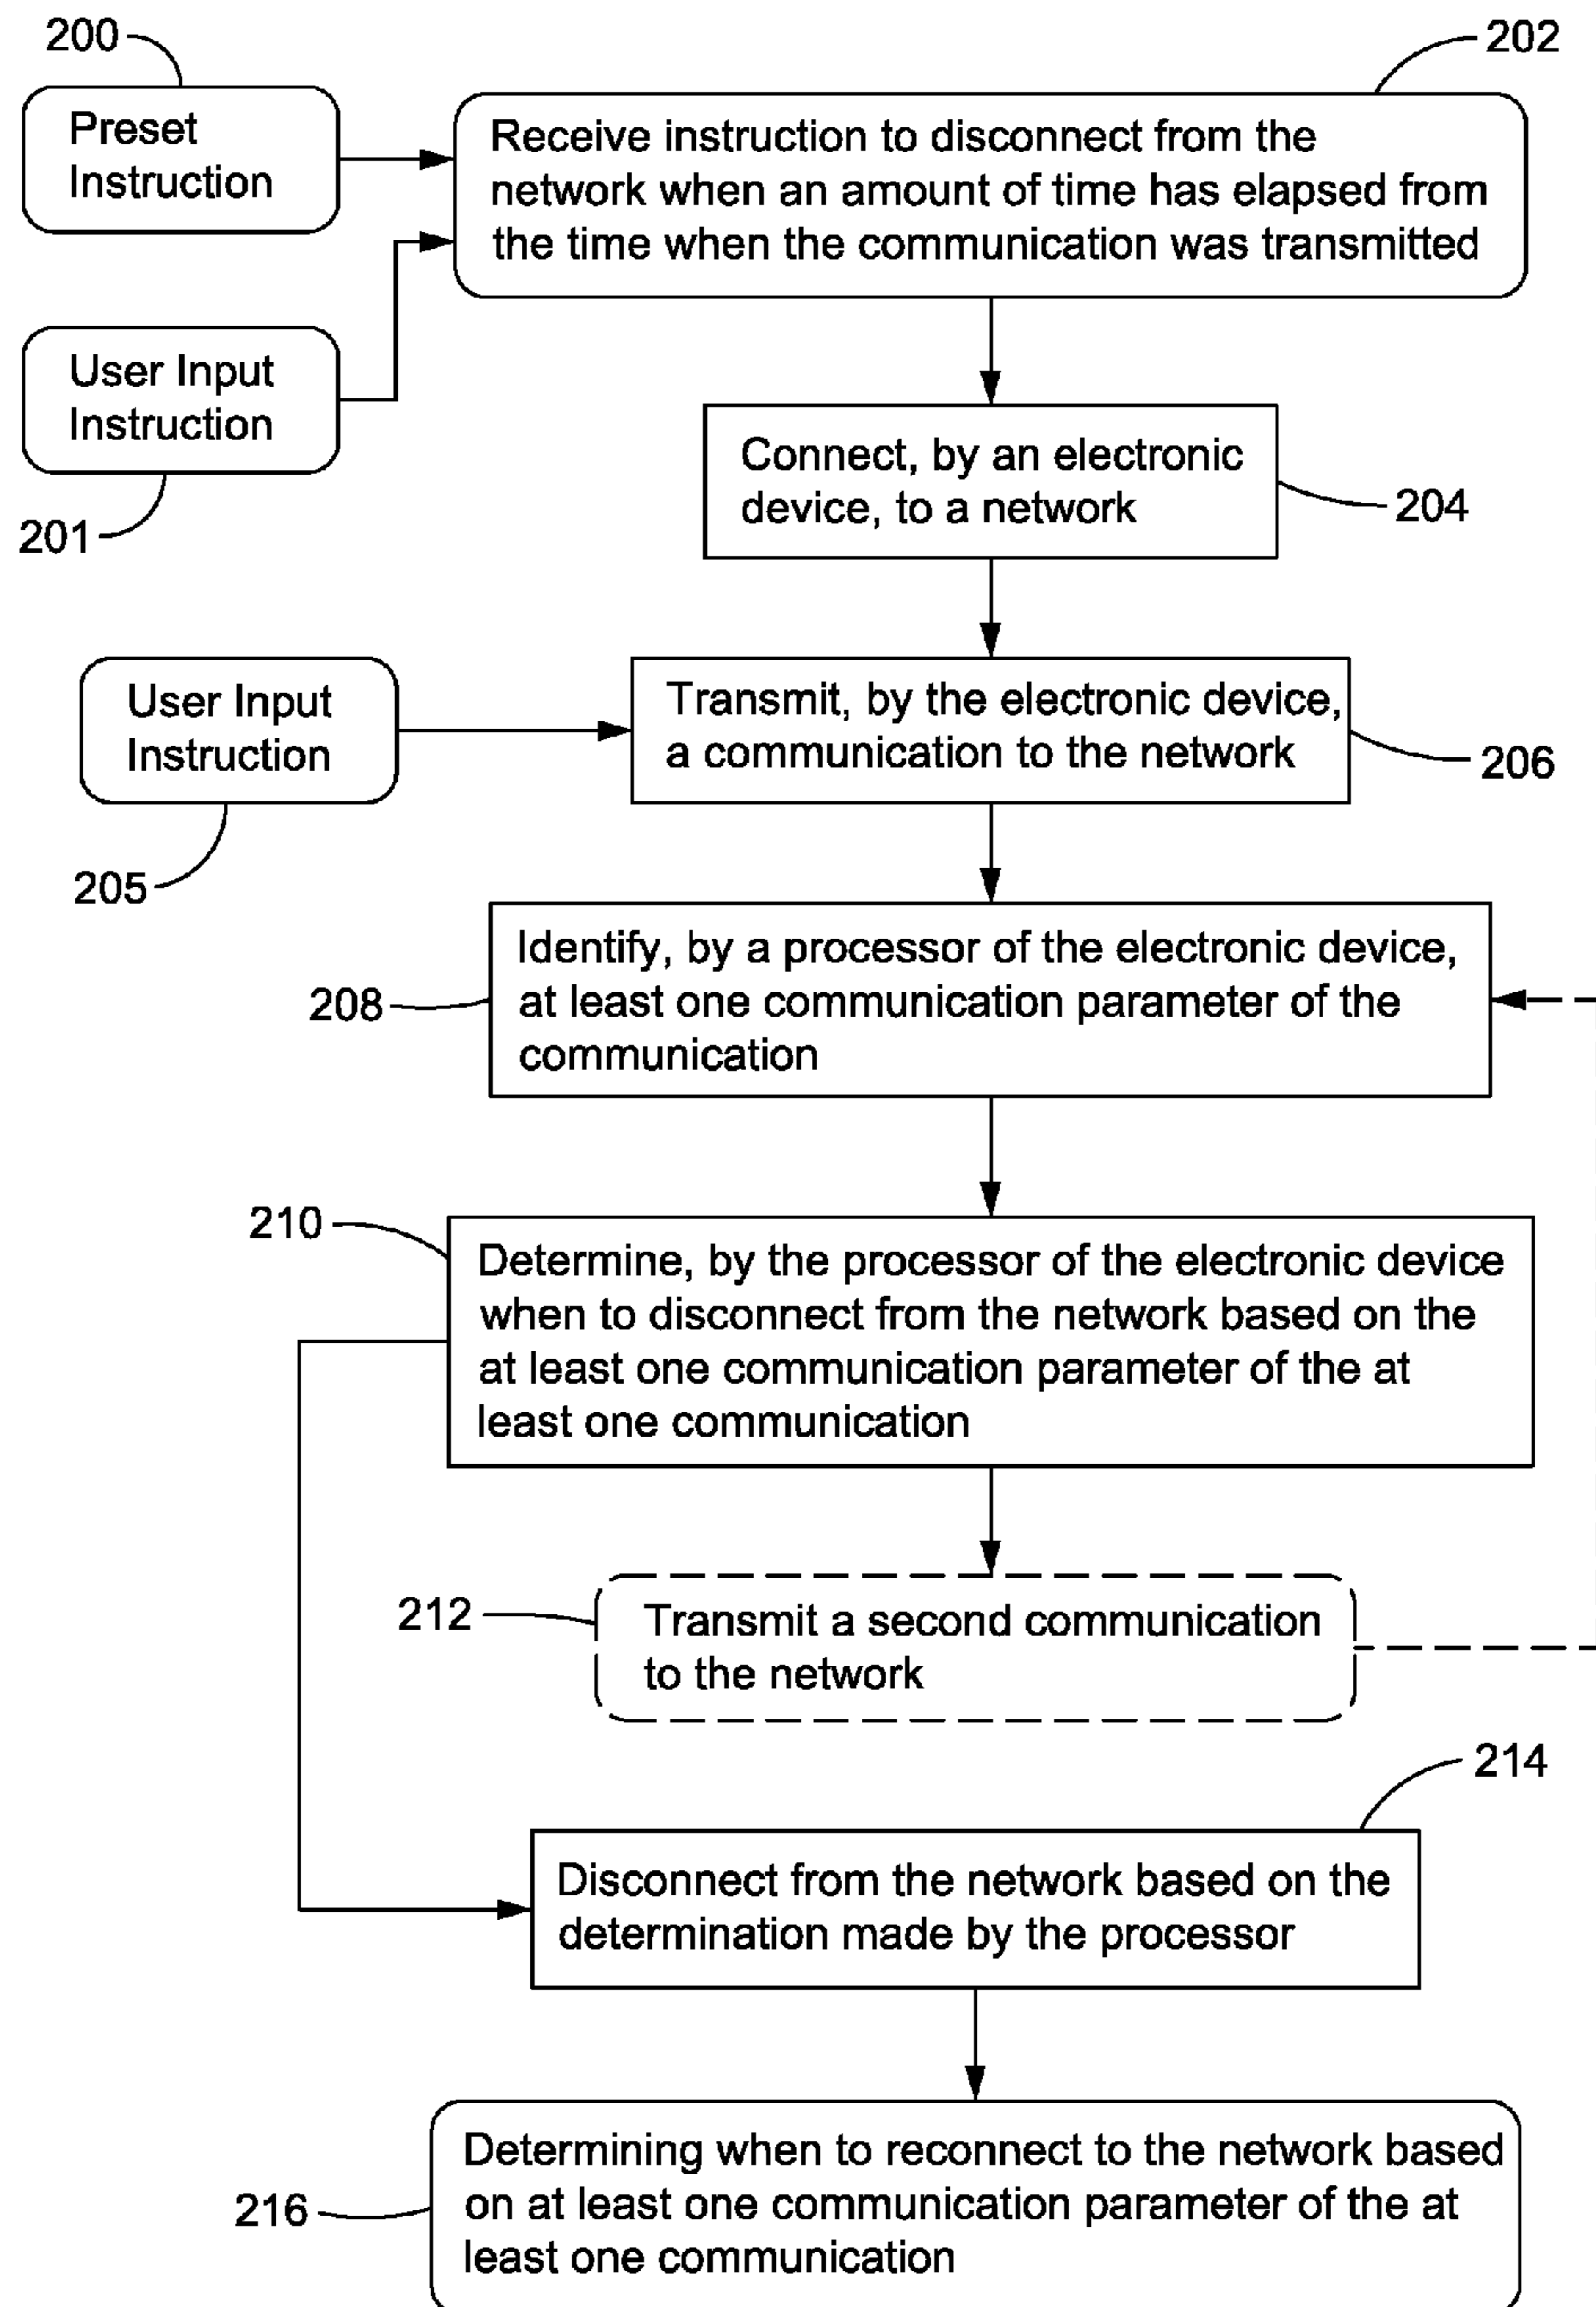 200
202
Preset
Instruction
Receive instruction to disconnect from the
network when an amount of time has elapsed from
the time when the communication was transmitted
User Input
Instruction
201
Connect, by an electronic
device, to a network
204
User Input
Instruction
205
Transmit, by the electronic device,
a communication to the network
206
208
Identify, by a processor of the electronic device,
at least one communication parameter of the
communication
210
Determine, by the processor of the electronic device
when to disconnect from the network based on the
at least one communication parameter of the at
least one communication
212
Transmit a second communication
to the network
214
Disconnect from the network based on the
determination made by the processor
216
Determining when to reconnect to the network based
on at least one communication parameter of the at
least one communication